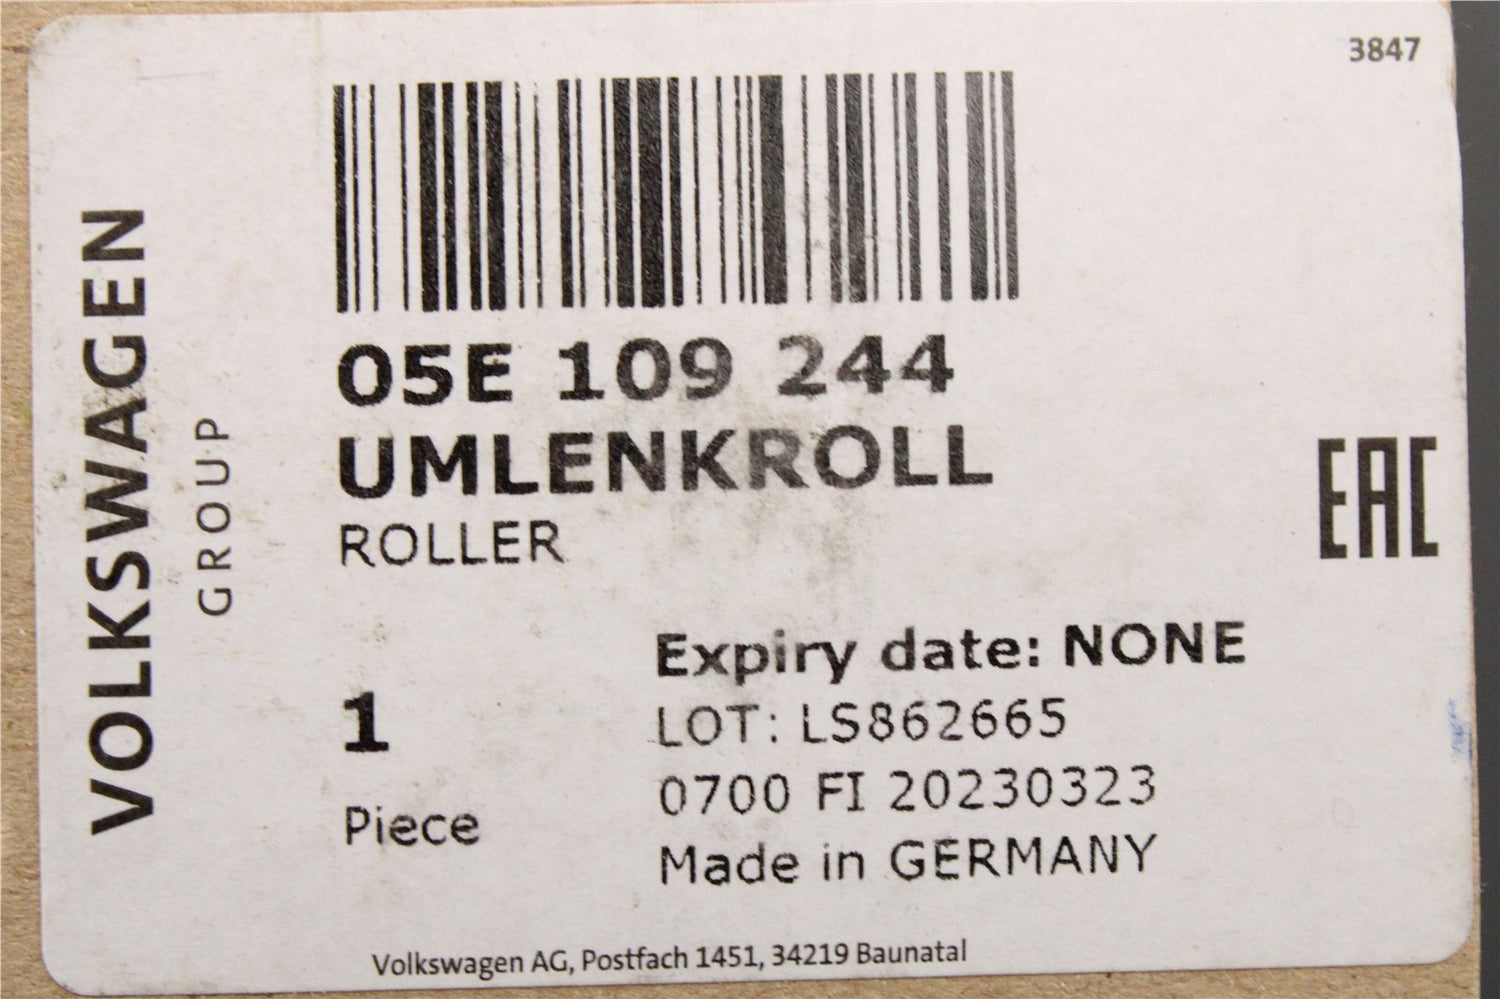 3847
VOLKSWAGEN
GROUP
05E 109 244
UMLENKROLL
ROLLER
EAC
1
Piece
Expiry date: NONE
LOT: LS862665
0700 FI 20230323
Made in GERMANY
Volkswagen AG, Postfach 1451, 34219 Baunatal